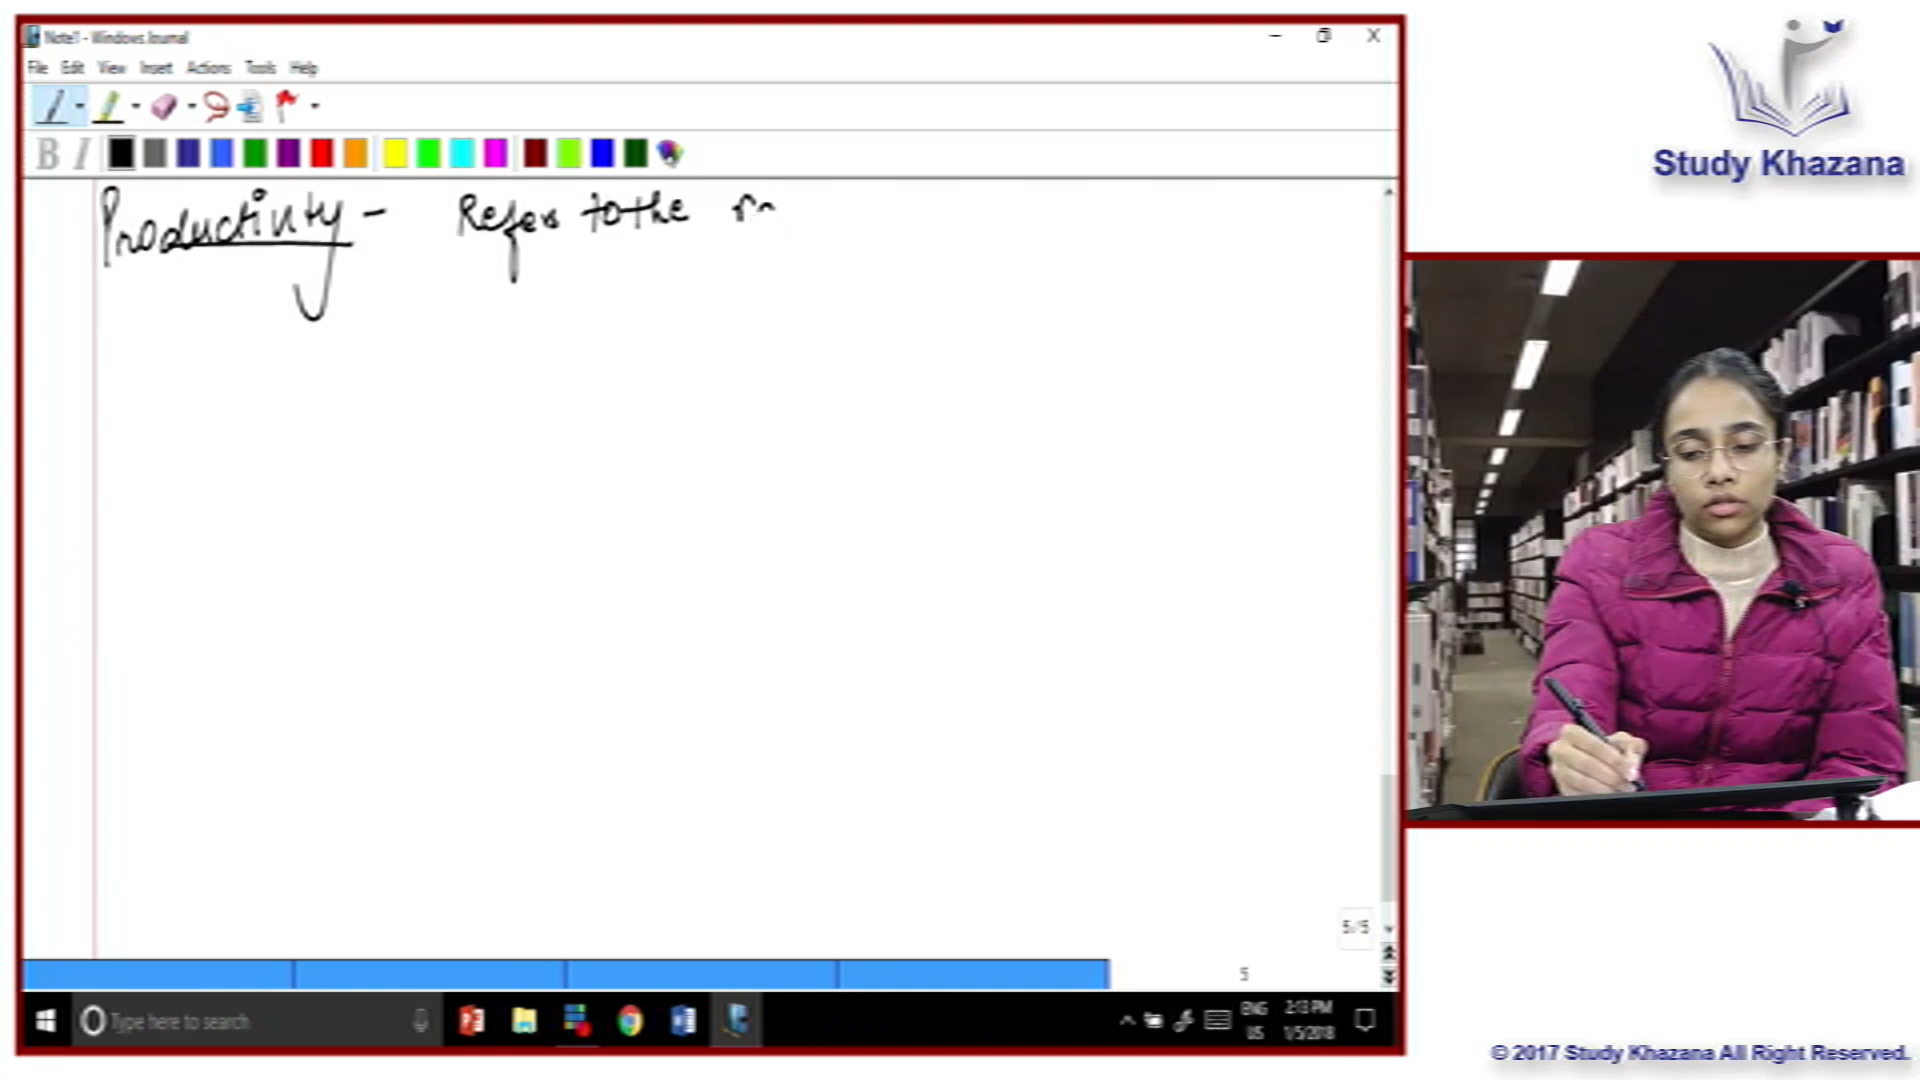 Note1 - Windows Journal
File Edit View Insert Actions Tools Help
B I
Productivity - Refers to the
5/5
5
Type here to search
ENG
US
2:13 PM
1/5/2018
Study Khazana
© 2017 Study Khazana All Right Reserved.